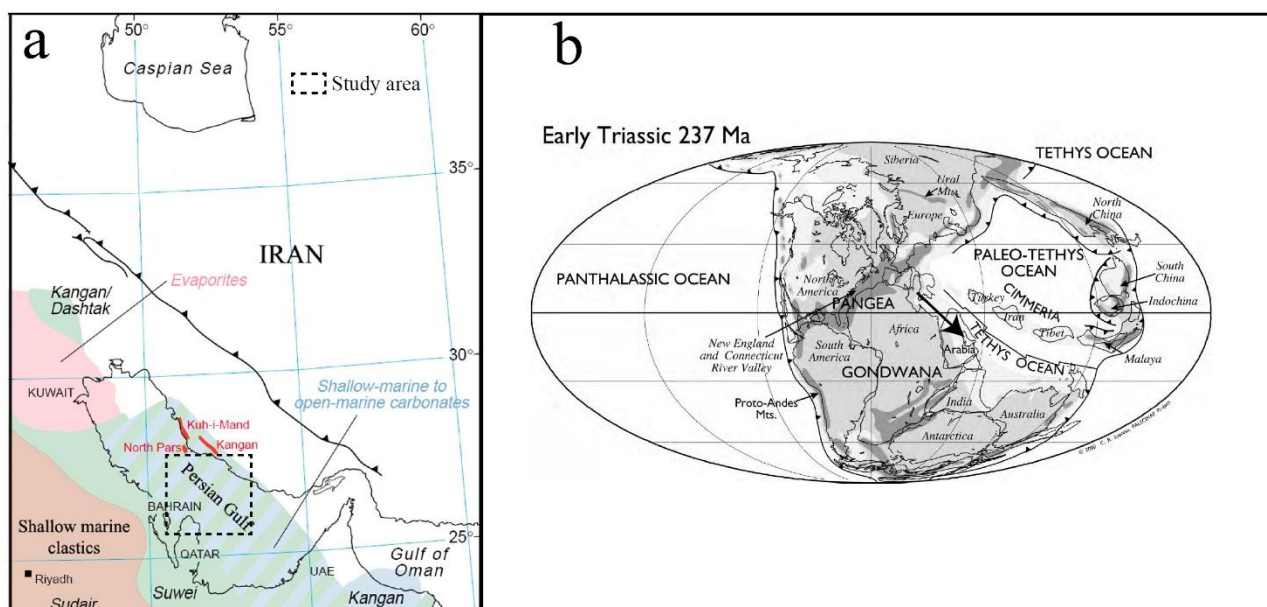 a
50°
55°
60°
Caspian Sea
Study area
35°
IRAN
Evaporites
Kangan/
Dashtak
30°
Shallow-marine to
open-marine carbonates
KUWAIT
Kuh-i-Mand
North Pars
Kangan
Persian Gulf
BAHRAIN
25°
Shallow marine
clastics
QATAR
Gulf of
Oman
UAE
Riyadh
Suwei
Kangan
Sudair
b
Early Triassic 237 Ma
TETHYS OCEAN
Siberia
Ural
Mts.
Europe
North
China
PALEO-TETHYS
OCEAN
PANTHALASSIC OCEAN
North
America
PANGEA
South
China
Turkey
CIMMERIA
Indochina
Iran
Tibet
Africa
TETHYS OCEAN
New England
and Connecticut
River Valley
South
America
Arabia
Malaya
GONDWANA
Proto-Andes
Mts.
India
Australia
Antarctica